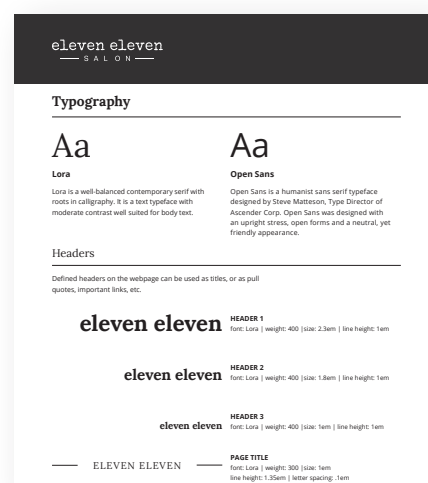 eleven eleven
SALON
Typography
Aa
Aa
Lora
Open Sans
Lora is a well-balanced contemporary serif with
roots in calligraphy. It is a text typeface with
moderate contrast well suited for body text.
Open Sans is a humanist sans serif typeface
designed by Steve Matteson, Type Director of
Ascender Corp. Open Sans was designed with
an upright stress, open forms and a neutral, yet
friendly appearance.
Headers
Defined headers on the webpage can be used as titles, or as pull
quotes, important links, etc.
eleven eleven
HEADER 1
font: Lora | weight: 400 |size: 2.3em | line height: 1em
eleven eleven
HEADER 2
font: Lora | weight: 400 |size: 1.8em | line height: 1em
eleven eleven
HEADER 3
font: Lora | weight: 400 |size: 1em | line height: 1em
ELEVEN ELEVEN
PAGE TITLE
font: Lora | weight: 300 |size: 1em
line height: 1.35em | letter spacing: .1em